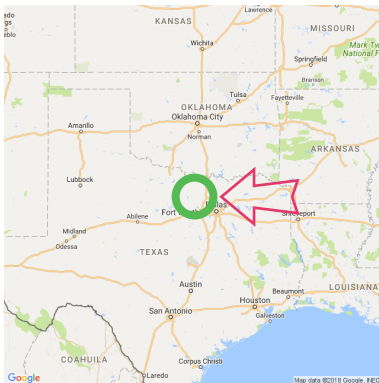 Lawrence
KANSAS
MISSOURI
Wichita
Springfield
Mark Tw
National F
Branson
Fayetteville
Tulsa
OKLAHOMA
Oklahoma City
Amarillo
Norman
ARKANSAS
Lubbock
Fort
Abilene
Midland
Odessa
TEXAS
LOUISIANA
Austin
Beaumont
Houston
San Antonio
Galveston
COAHUILA
Corpus Christi
Laredo
Google
Map data ©2018 Google, INEG